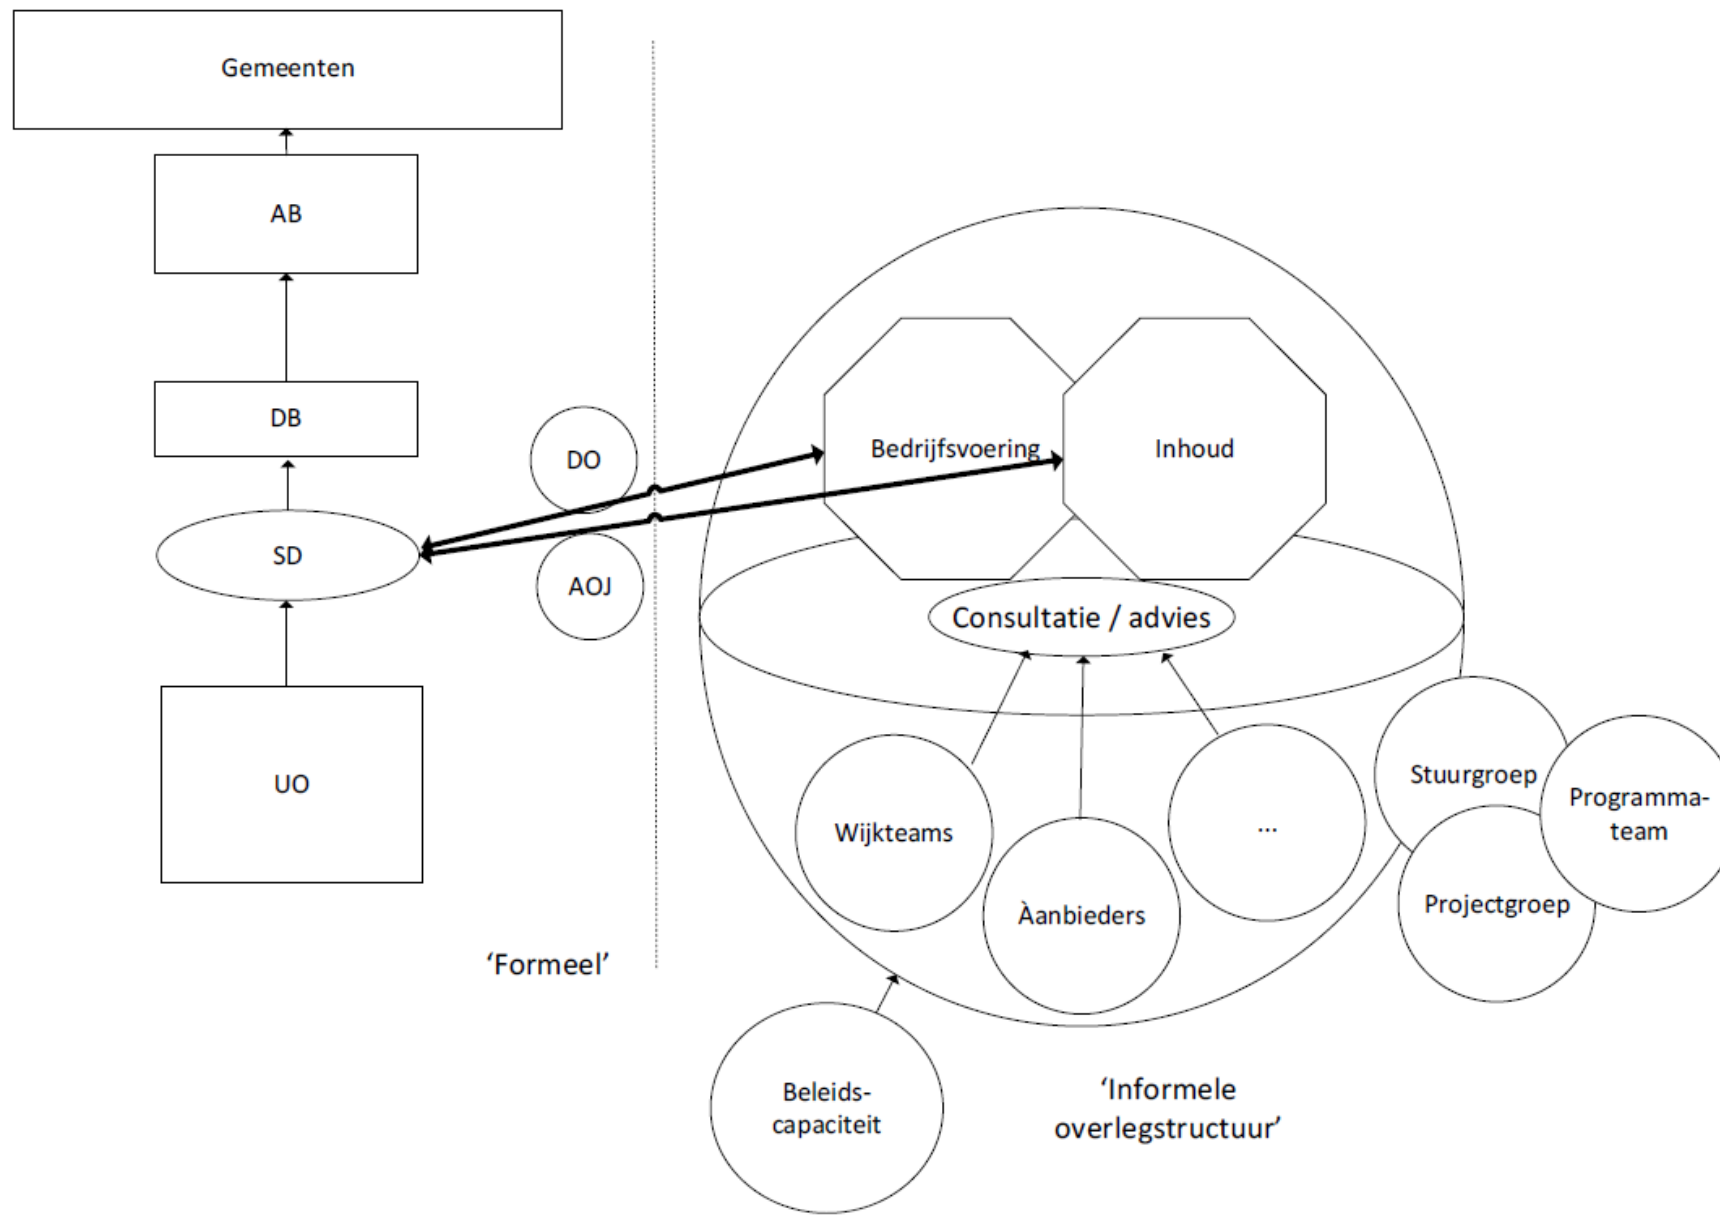 Gemeenten
AB
DB
DO
SD
AOJ
UO
‘Formeel’
Bedrijfsvoering
Inhoud
Consultatie / advies
Wijkteams
Àanbieders
...
Stuurgroep
Programma-
team
Projectgroep
Beleids-
capaciteit
‘Informele
overlegstructuur’